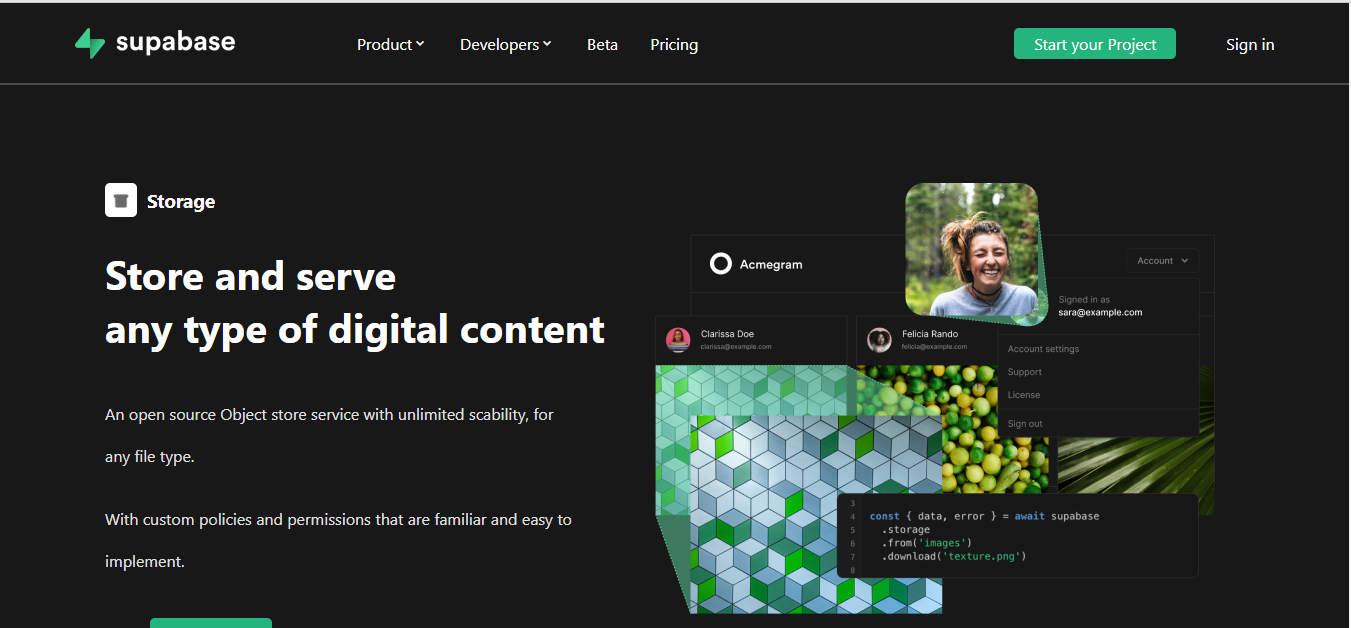 supabase
Product
Developers
Beta
Pricing
Start your Project
Sign in
Storage
Store and serve
any type of digital content
An open source Object store service with unlimited scability, for
any file type.
With custom policies and permissions that are familiar and easy to
implement.
Acmegram
Account
Signed in as
sara@example.com
Clarissa Doe
clarissa@example.com
Felicia Rando
felicia@example.com
Account settings
Support
License
Sign out
3
4 const { data, error } = await supabase
5 .storage
6 .from('images')
7 .download('texture.png')
8